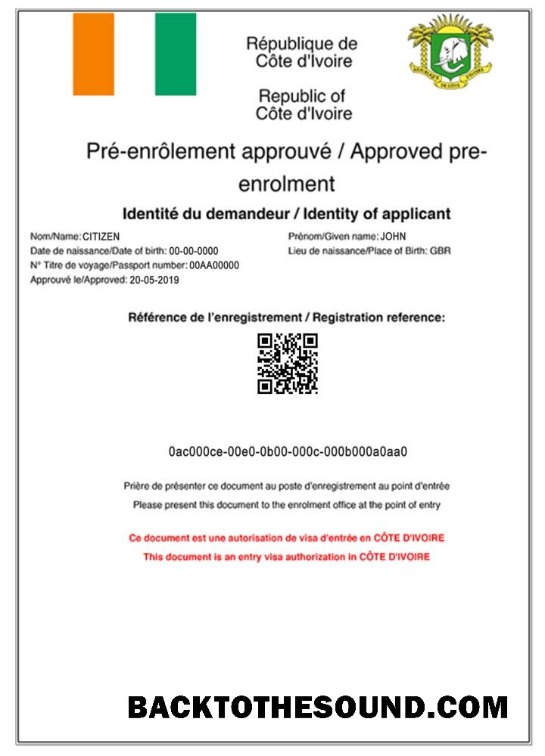 République de
Côte d'Ivoire
Republic of
Côte d'Ivoire
Pré-enrôlement approuvé / Approved pre-
enrolment
Identité du demandeur / Identity of applicant
Nom/Name: CITIZEN
Prénom/Given name: JOHN
Date de naissance/Date of birth: 00-00-0000
Lieu de naissance/Place of Birth: GBR
N° Titre de voyage/Passport number: 00AA00000
Approuvé le/Approved: 20-05-2019
Référence de l'enregistrement / Registration reference:
0ac000ce-00e0-0b00-000c-000b000a0aa0
Prière de présenter ce document au poste d'enregistrement au point d'entrée
Please present this document to the enrolment office at the point of entry
Ce document est une autorisation de visa d'entrée en CÔTE D'IVOIRE
This document is an entry visa authorization in CÔTE D'IVOIRE
BACKTOTHESOUND.COM